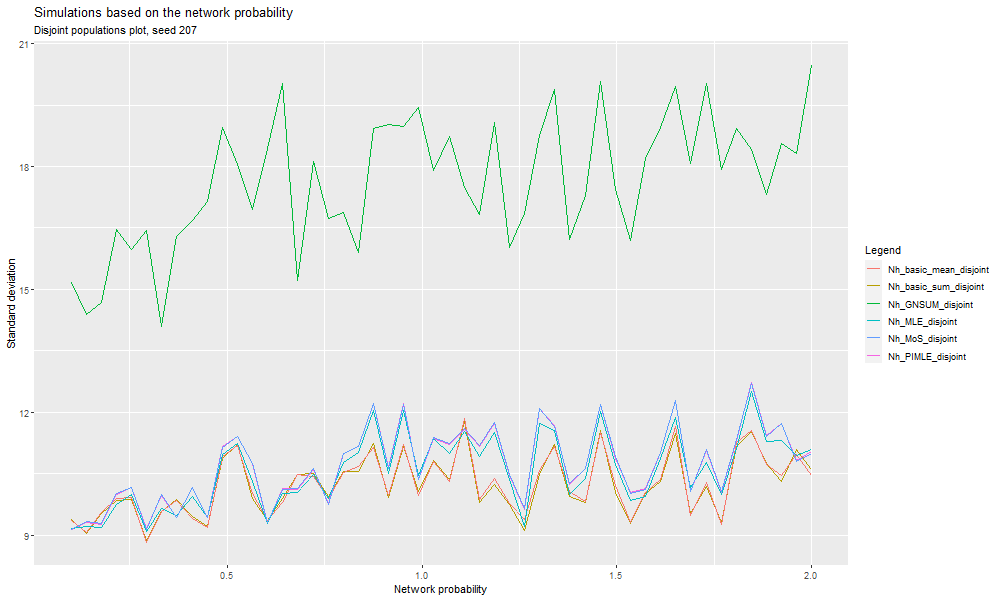 Simulations based on the network probability
Disjoint populations plot, seed 207
21
18
15
12
9
Standard deviation
0.5
1.0
1.5
2.0
Network probability
Legend
Nh_basic_mean_disjoint
Nh_basic_sum_disjoint
Nh_GNSUM_disjoint
Nh_MLE_disjoint
Nh_MoS_disjoint
Nh_PIMLE_disjoint